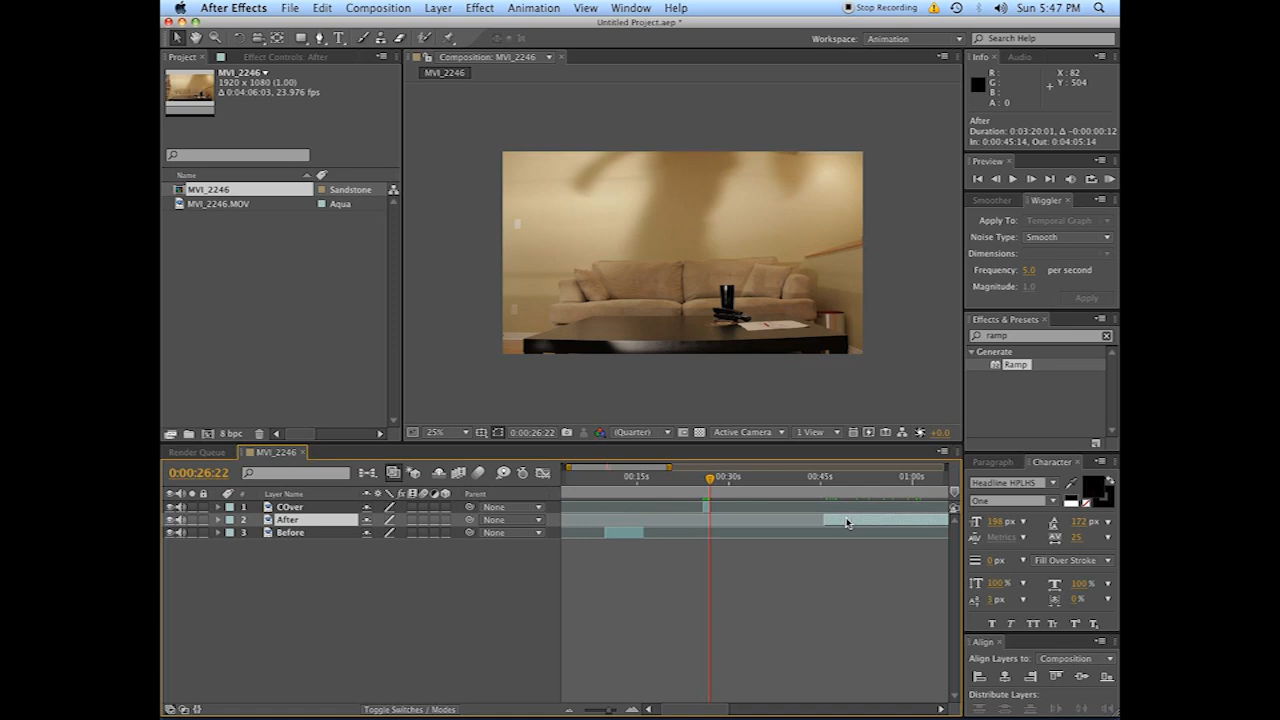 After Effects File Edit Composition Layer Effect Animation View Window Help Stop Recording Sun 5:47 PM
Untitled Project.aep *
Workspace: Animation Search Help
Project Effect Controls: After Composition: MVI_2246 Info Audio
MVI_2246
1920 x 1080 (1.00)
Δ 0:04:06:03, 23.976 fps
MVI_2246
R : X : 82
G : Y : 504
B :
A : 0
After
Duration: 0:03:20:01, Δ -0:00:00:12
In: 0:00:45:14, Out: 0:04:05:14
Preview
Name
MVI_2246 Sandstone
MVI_2246.MOV Aqua
Smoother Wiggler
Apply To: Temporal Graph
Noise Type: Smooth
Dimensions:
Frequency: 5.0 per second
Magnitude: 1.0
Apply
Effects & Presets
ramp
Generate
Ramp
8 bpc
25% 0:00:26:22 (Quarter) Active Camera 1 View +0.0
Render Queue MVI_2246
0:00:26:22
00:15s 00:30s 00:45s 01:00s
# Layer Name Parent
1 COver None
2 After None
3 Before None
Toggle Switches / Modes
Paragraph Character
Headline HPLHS
One
198 px 172 px
Metrics 25
0 px Fill Over Stroke
100% 100%
3 px 0%
T T TT Tr T T
Align
Align Layers to: Composition
Distribute Layers: